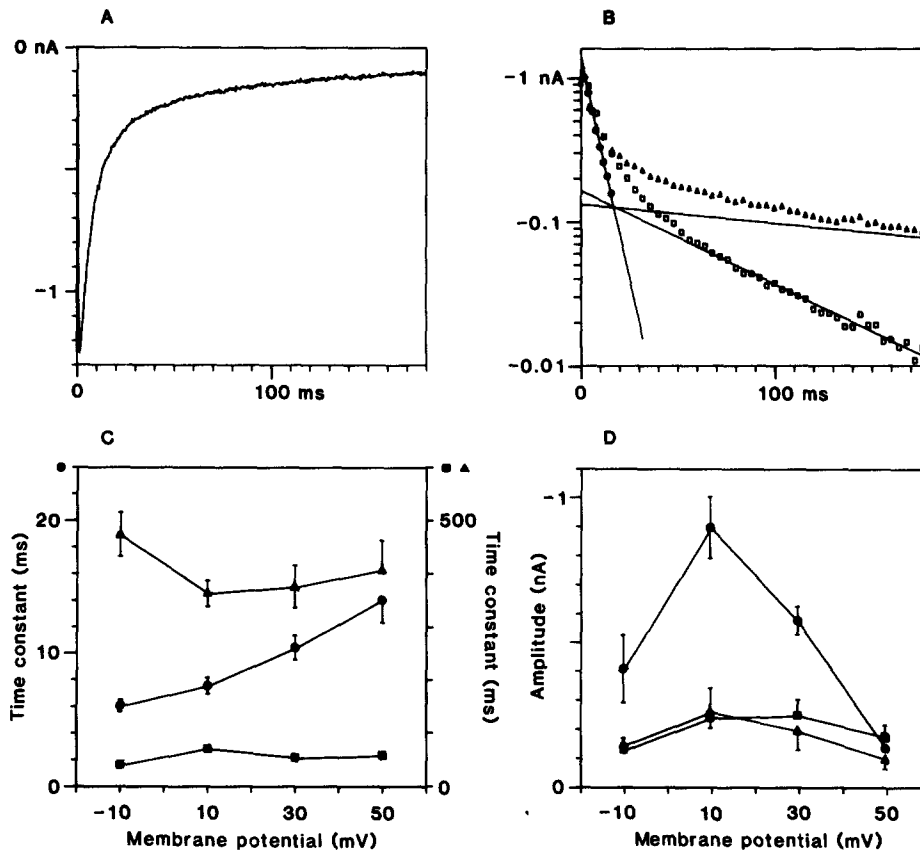 A
0 nA
−1
0
100 ms
B
−1 nA
−0.1
−0.01
0
100 ms
C
● ■ ▲
Time constant (ms)
20
10
0
500
0
Time constant (ms)
−10
10
30
50
Membrane potential (mV)
D
−1
0
Amplitude (nA)
−10
10
30
50
Membrane potential (mV)